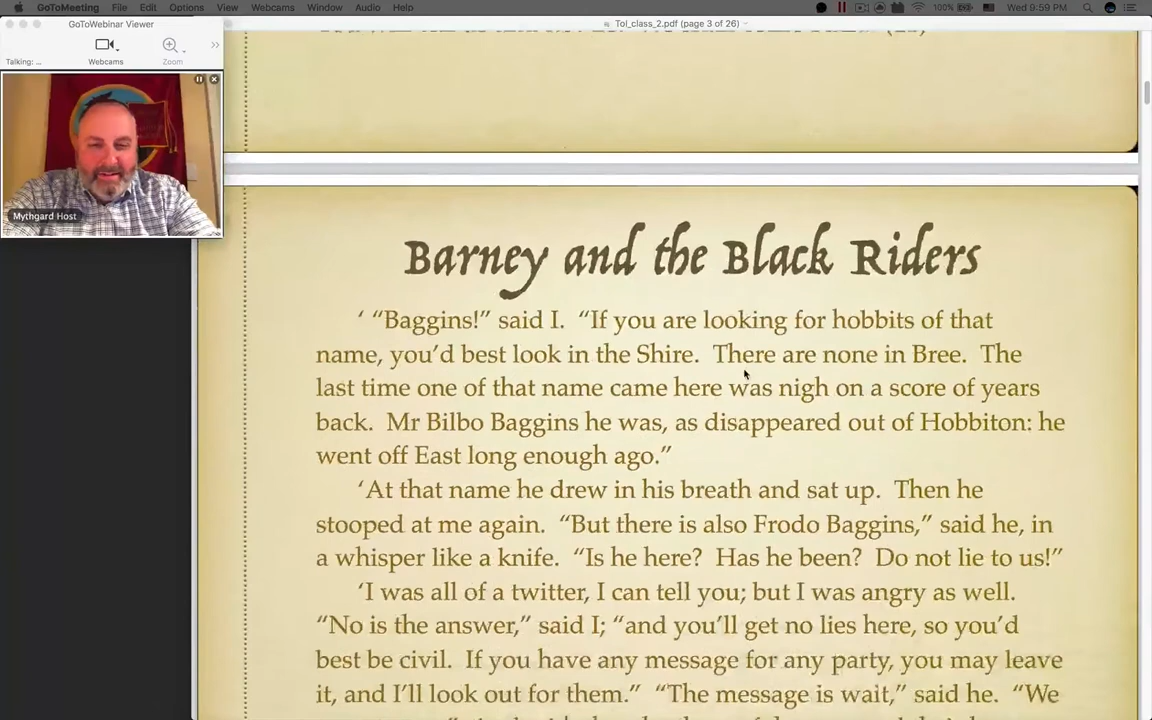 GoToMeeting File Edit Options View Webcams Meeting Audio Help
100% Wed 9:59 PM
GoToWebinar Viewer
Tol_class_2.pdf (page 3 of 26)
Talking: ...
Webcams
Zoom
Mythgard Host
Barney and the Black Riders
‘ “Baggins!” said I. “If you are looking for hobbits of that
name, you’d best look in the Shire. There are none in Bree. The
last time one of that name came here was nigh on a score of years
back. Mr Bilbo Baggins he was, as disappeared out of Hobbiton: he
went off East long enough ago.”
‘At that name he drew in his breath and sat up. Then he
stooped at me again. “But there is also Frodo Baggins,” said he, in
a whisper like a knife. “Is he here? Has he been? Do not lie to us!”
‘I was all of a twitter, I can tell you; but I was angry as well.
“No is the answer,” said I; “and you’ll get no lies here, so you’d
best be civil. If you have any message for any party, you may leave
it, and I’ll look out for them.” “The message is wait,” said he. “We